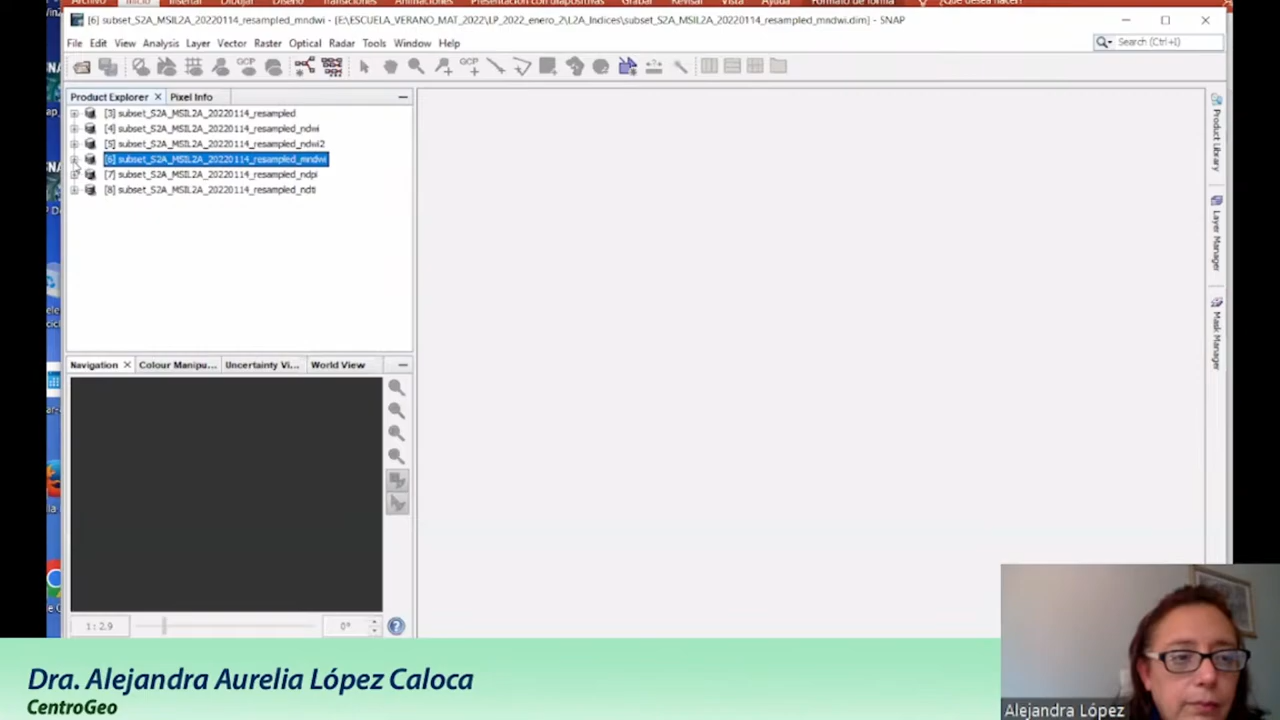 [6] subset_S2A_MSIL2A_20220114_resampled_mndwi - [E:\ESCUELA_VERANO_MAT_2022\LP_2022_enero_2\L2A_Indices\subset_S2A_MSIL2A_20220114_resampled_mndwi.dim] - SNAP
File Edit View Analysis Layer Vector Raster Optical Radar Tools Window Help
Search (Ctrl+I)
GCP GCP
Product Explorer Pixel Info
[3] subset_S2A_MSIL2A_20220114_resampled
[4] subset_S2A_MSIL2A_20220114_resampled_ndwi
[5] subset_S2A_MSIL2A_20220114_resampled_ndwi2
[6] subset_S2A_MSIL2A_20220114_resampled_mndwi
[7] subset_S2A_MSIL2A_20220114_resampled_ndpi
[8] subset_S2A_MSIL2A_20220114_resampled_ndti
Product Library
Layer Manager
Mask Manager
Navigation Colour Manipu... Uncertainty Vi... World View
1 : 2.9 0°
Dra. Alejandra Aurelia López Caloca
CentroGeo
Alejandra López